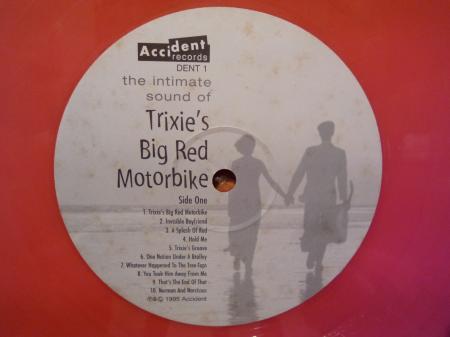 Accident
records
DENT 1
the intimate
sound of
Trixie's
Big Red
Motorbike
Side One
1. Trixie's Big Red Motorbike
2. Invisible Boyfriend
3. A Splash Of Red
4. Hold Me
5. Trixie's Groove
6. One Nation Under A Brolley
7. Whatever Happened To The Tree-Tops
8. You Took Him Away From Me
9. That's The End Of That
10. Norman And Narcissus
℗&© 1995 Accident